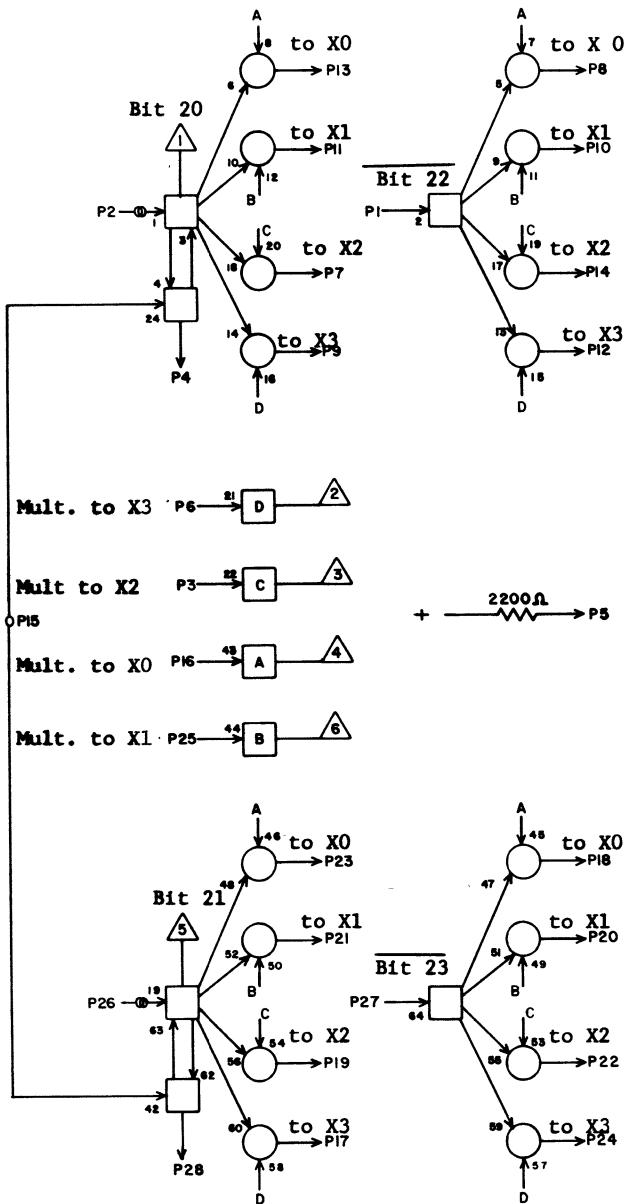 A A
8 to X0 7 to X 0
6 P13 5 P8
Bit 20
1 to X1 to X1
10 P11 9 P10
12 Bit 22 11
P2 1 B P1 2 B
3 C 20 to X2 C 19 to X2
4 18 P7 17 P14
24 14 to X3 13 to X3
P9 P12
P4 16 15
D D
Mult. to X3 P6 21 D 2
Mult to X2 P3 22 C 3
P15 + 2200Ω P5
Mult. to X0 P16 43 A 4
Mult. to X1 P25 44 B 6
A A
46 to X0 45 to X0
48 P23 47 P18
Bit 21
5 to X1 to X1
52 P21 51 P20
50 Bit 23 49
P26 19 B P27 64 B
63 C 54 to X2 C 53 to X2
62 56 P19 55 P22
42 60 to X3 59 to X3
P17 P24
P28 58 57
D D